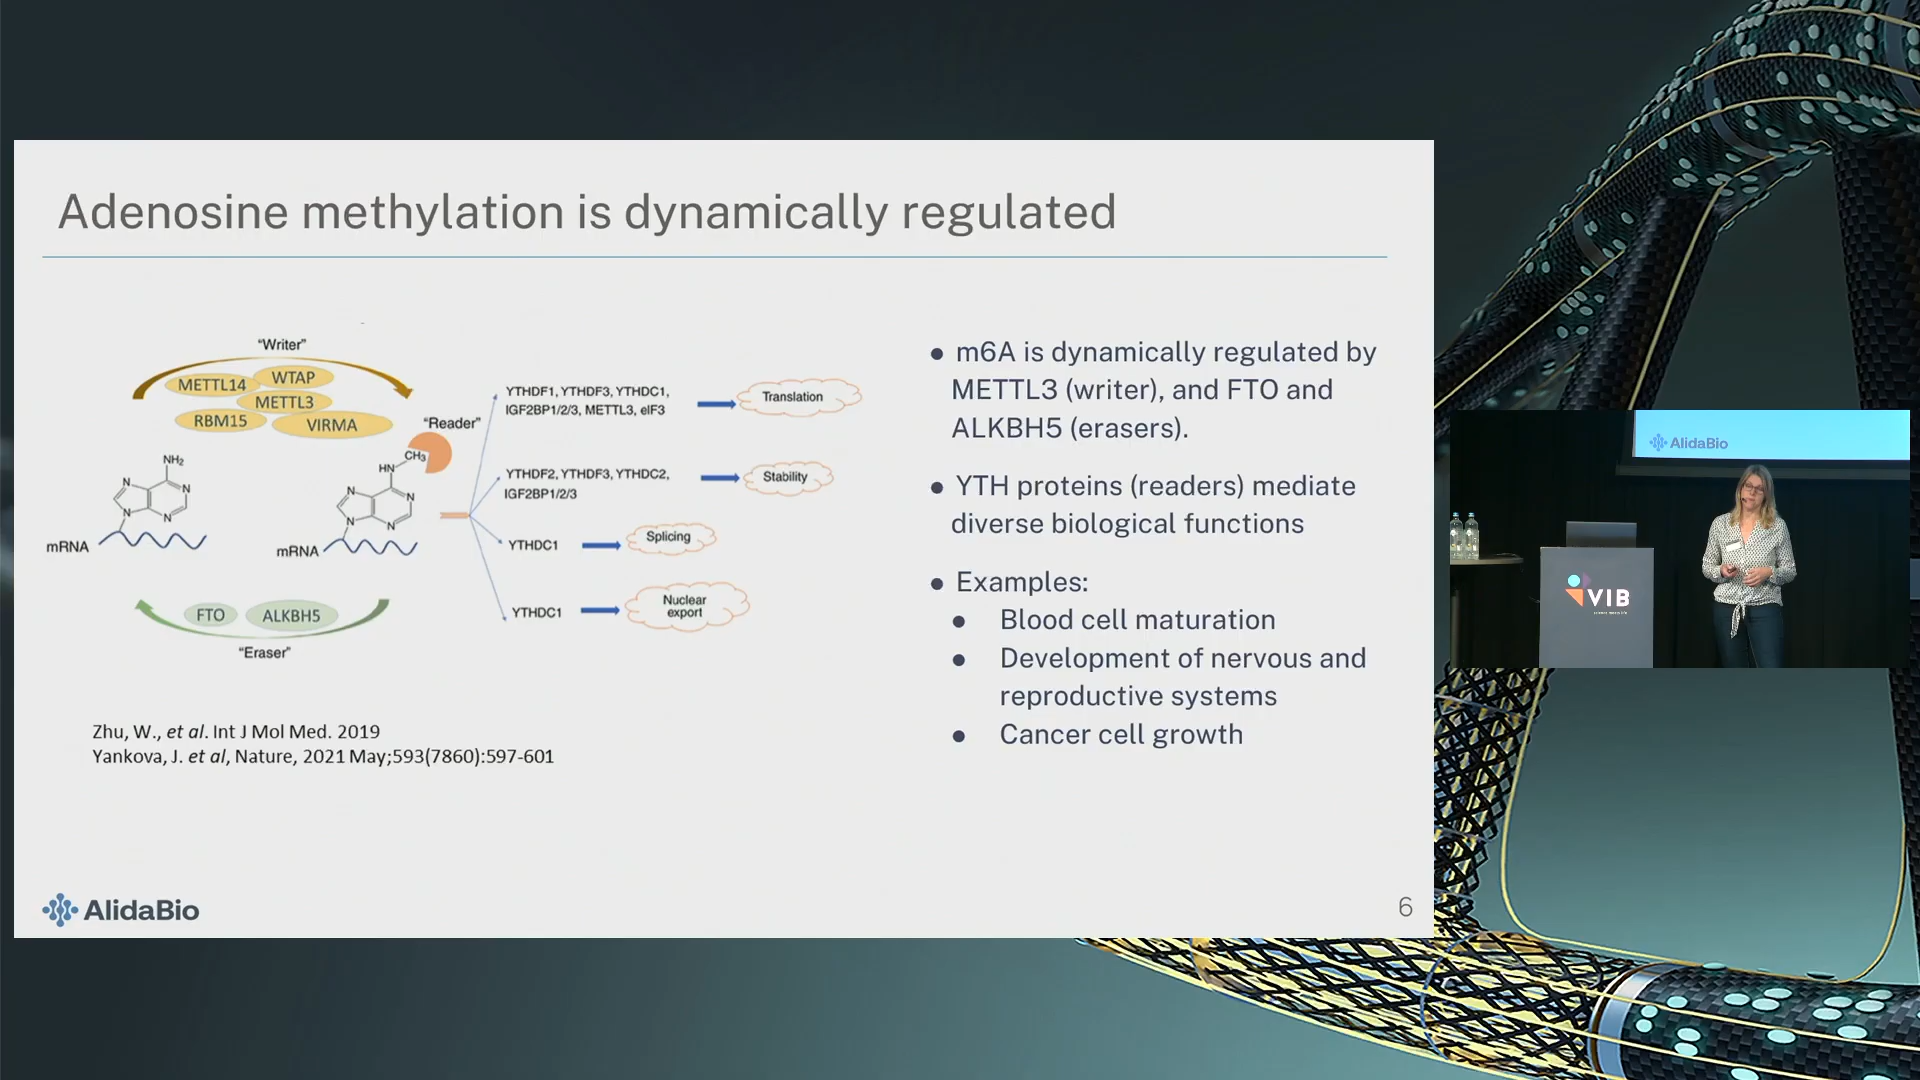 Adenosine methylation is dynamically regulated
“Writer”
METTL14
WTAP
METTL3
RBM15
VIRMA
“Reader”
NH₂
N
N
N
N
mRNA
CH₃
HN
N
N
N
N
mRNA
FTO
ALKBH5
“Eraser”
YTHDF1, YTHDF3, YTHDC1,
IGF2BP1/2/3, METTL3, eIF3
Translation
YTHDF2, YTHDF3, YTHDC2,
IGF2BP1/2/3
Stability
YTHDC1
Splicing
YTHDC1
Nuclear
export
Zhu, W., et al. Int J Mol Med. 2019
Yankova, J. et al, Nature, 2021 May;593(7860):597-601
● m6A is dynamically regulated by
METTL3 (writer), and FTO and
ALKBH5 (erasers).
● YTH proteins (readers) mediate
diverse biological functions
● Examples:
● Blood cell maturation
● Development of nervous and
reproductive systems
● Cancer cell growth
AlidaBio
6
AlidaBio
VIB